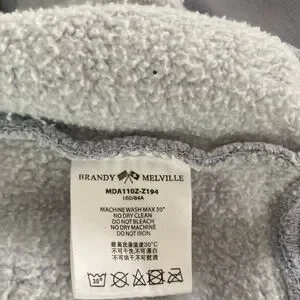 BRANDY MELVILLE
MDA110Z-Z194
160/84A
MACHINE WASH MAX 30°
NO DRY CLEAN
DO NOT BLEACH
NO DRY MACHINE
DO NOT IRON
最高洗涤温度30℃
不可干洗不可漂白
不可烘干不可熨烫
30°